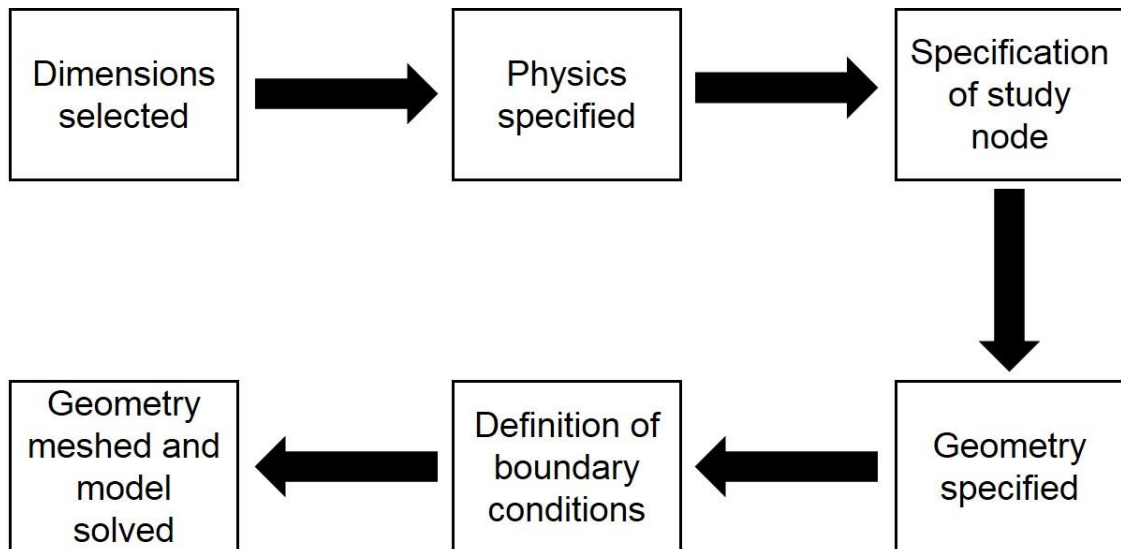 Dimensions
selected
Physics
specified
Specification
of study
node
Geometry
specified
Definition of
boundary
conditions
Geometry
meshed and
model
solved